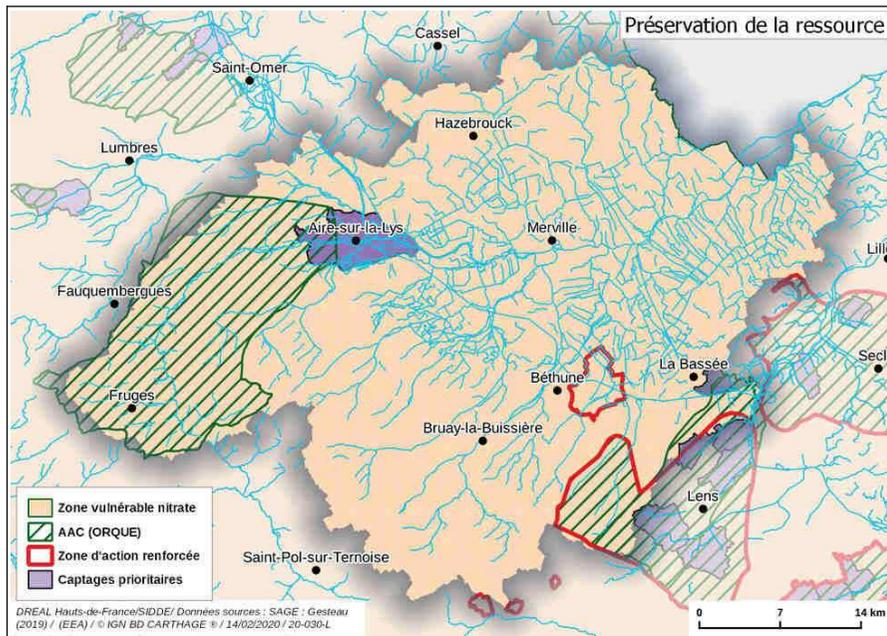 Préservation de la ressource
Cassel
Saint-Omer
Hazebrouck
Lumbres
Aire-sur-la-Lys
Merville
Lille
Fauquembergues
La Bassée
Secl
Béthune
Fruges
Bruay-la-Buissière
Lens
Zone vulnérable nitrate
AAC (ORQUE)
Zone d'action renforcée
Captages prioritaires
Saint-Pol-sur-Ternoise
DREAL Hauts-de-France/SIDDE/ Données sources : SAGE : Gesteau
(2019) / (EEA) / © IGN BD CARTHAGE ® / 14/02/2020 / 20-030-L
0 7 14 km